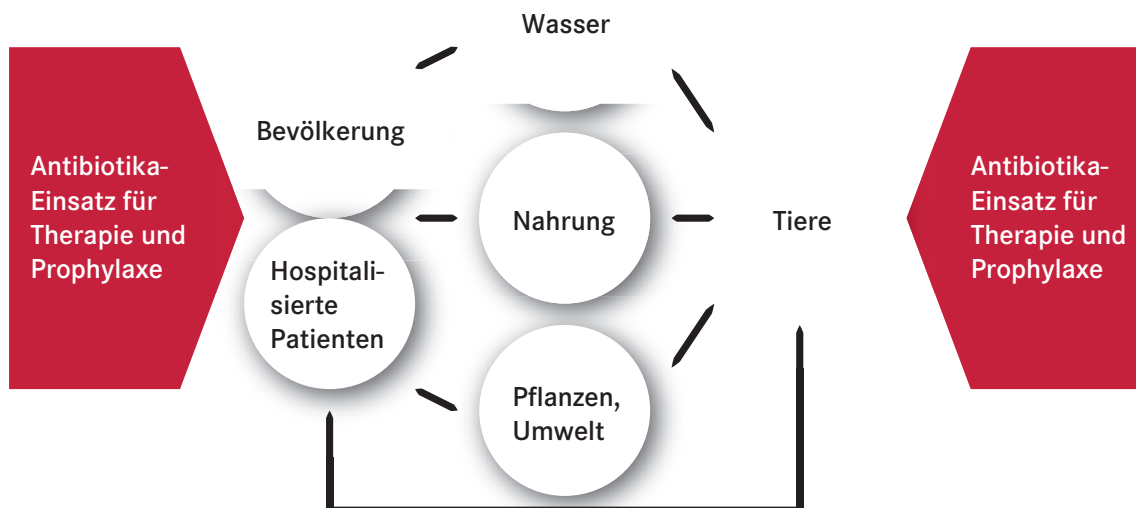 Wasser
Bevölkerung
Antibiotika-
Einsatz für
Therapie und
Prophylaxe
Hospitali-
sierte
Patienten
Nahrung
Pflanzen,
Umwelt
Tiere
Antibiotika-
Einsatz für
Therapie und
Prophylaxe